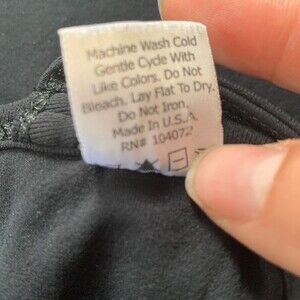 Machine Wash Cold
Gentle Cycle With
Like Colors. Do Not
Bleach. Lay Flat To Dry.
Do Not Iron.
Made In U.S.A
RN# 104072